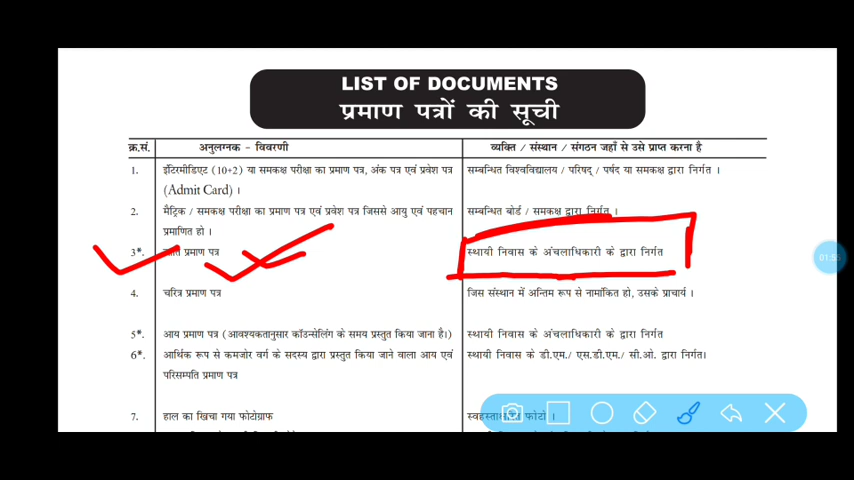 LIST OF DOCUMENTS
प्रमाण पत्रों की सूची
क्र.सं. अनुलग्नक - विवरणी व्यक्ति / संस्थान / संगठन जहाँ से उसे प्राप्त करना है
1. इंटरमीडिएट (10+2) या समकक्ष परीक्षा का प्रमाण पत्र, अंक पत्र एवं प्रवेश पत्र सम्बन्धित विश्वविद्यालय / परिषद् / पर्षद या समकक्ष द्वारा निर्गत ।
(Admit Card) ।
2. मैट्रिक / समकक्ष परीक्षा का प्रमाण पत्र एवं प्रवेश पत्र जिससे आयु एवं पहचान सम्बन्धित बोर्ड / समकक्ष द्वारा निर्गत ।
प्रमाणित हो ।
3*. प्रमाण पत्र स्थायी निवास के अंचलाधिकारी के द्वारा निर्गत
4. चरित्र प्रमाण पत्र जिस संस्थान में अन्तिम रूप से नामांकित हो, उसके प्राचार्य ।
5*. आय प्रमाण पत्र (आवश्यकतानुसार कॉउन्सेलिंग के समय प्रस्तुत किया जाना है।) स्थायी निवास के अंचलाधिकारी के द्वारा निर्गत
6*. आर्थिक रूप से कमजोर वर्ग के सदस्य द्वारा प्रस्तुत किया जाने वाला आय एवं स्थायी निवास के डी.एम./ एस.डी.एम./ सी.ओ. द्वारा निर्गत।
परिसम्पति प्रमाण पत्र
7. हाल का खिचा गया फोटोग्राफ फोटो ।
01:55